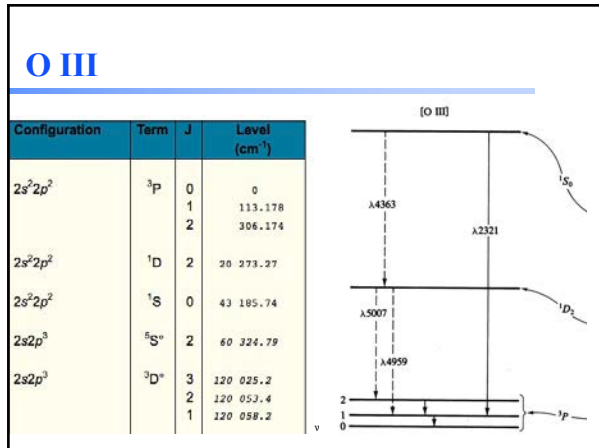 O III
Configuration Term J Level
(cm⁻¹)
2s²2p² ³P 0 0
1 113.178
2 306.174
2s²2p² ¹D 2 20 273.27
2s²2p² ¹S 0 43 185.74
2s2p³ ⁵S° 2 60 324.79
2s2p³ ³D° 3 120 025.2
2 120 053.4
1 120 058.2
[O III]
¹S₀
λ4363
λ2321
¹D₂
λ5007
λ4959
2
1
0
³P
ν